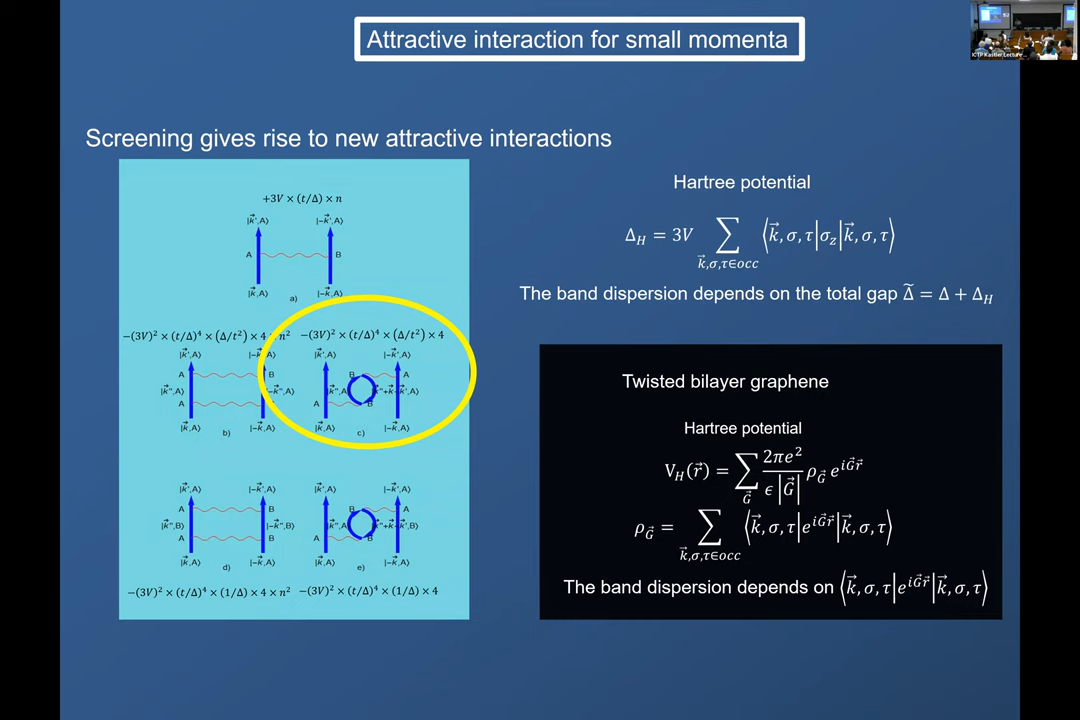 Attractive interaction for small momenta
ICTP Kastler Lecture ...
Screening gives rise to new attractive interactions
+3V × (t/Δ) × n
|k⃗',A⟩ |−k⃗',A⟩
A B
|k⃗,A⟩ |−k⃗,A⟩
a)
−(3V)² × (t/Δ)⁴ × (Δ/t²) × 4 × n² −(3V)² × (t/Δ)⁴ × (Δ/t²) × 4
|k⃗',A⟩ |−k⃗',A⟩ |k⃗',A⟩ |−k⃗',A⟩
A B B A
|k⃗'',A⟩ |−k⃗'',A⟩
A B A B
|k⃗,A⟩ |−k⃗,A⟩ |k⃗,A⟩ |−k⃗,A⟩
b) c)
|k⃗',A⟩ |−k⃗',A⟩ |k⃗',A⟩ |−k⃗',A⟩
A B B A
|k⃗'',B⟩ |−k⃗'',B⟩
A B A B
|k⃗,A⟩ |−k⃗,A⟩ |k⃗,A⟩ |−k⃗,A⟩
d) e)
−(3V)² × (t/Δ)⁴ × (1/Δ) × 4 × n² −(3V)² × (t/Δ)⁴ × (1/Δ) × 4
Hartree potential
Δ_H = 3V ∑_{k⃗,σ,τ∈occ} ⟨k⃗,σ,τ|σ_z|k⃗,σ,τ⟩
The band dispersion depends on the total gap Δ̃ = Δ + Δ_H
Twisted bilayer graphene
Hartree potential
V_H(r⃗) = ∑_{G⃗} 2πe²/(ϵ|G⃗|) ρ_{G⃗} e^{iG⃗r⃗}
ρ_{G⃗} = ∑_{k⃗,σ,τ∈occ} ⟨k⃗,σ,τ|e^{iG⃗r⃗}|k⃗,σ,τ⟩
The band dispersion depends on ⟨k⃗,σ,τ|e^{iG⃗r⃗}|k⃗,σ,τ⟩